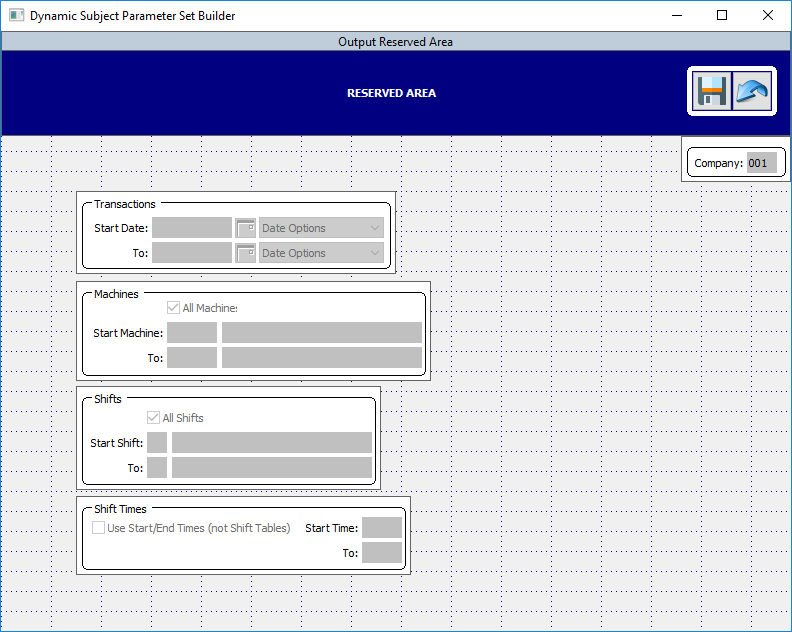 Dynamic Subject Parameter Set Builder
Output Reserved Area
RESERVED AREA
Company: 001
Transactions
Start Date: Date Options
To: Date Options
Machines
All Machines
Start Machine:
To:
Shifts
All Shifts
Start Shift:
To:
Shift Times
Use Start/End Times (not Shift Tables) Start Time:
To: